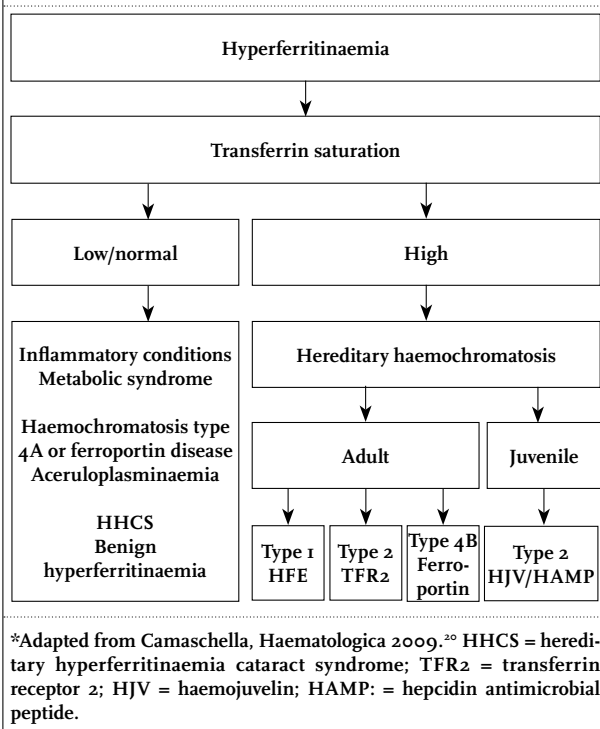 Hyperferritinaemia
Transferrin saturation
Low/normal
High
Inflammatory conditions
Metabolic syndrome
Haemochromatosis type
4A or ferroportin disease
Aceruloplasminaemia
HHCS
Benign
hyperferritinaemia
Hereditary haemochromatosis
Adult
Juvenile
Type 1
HFE
Type 2
TFR2
Type 4B
Ferro-
portin
Type 2
HJV/HAMP
*Adapted from Camaschella, Haematologica 2009.²⁰ HHCS = heredi-
tary hyperferritinaemia cataract syndrome; TFR2 = transferrin
receptor 2; HJV = haemojuvelin; HAMP: = hepcidin antimicrobial
peptide.